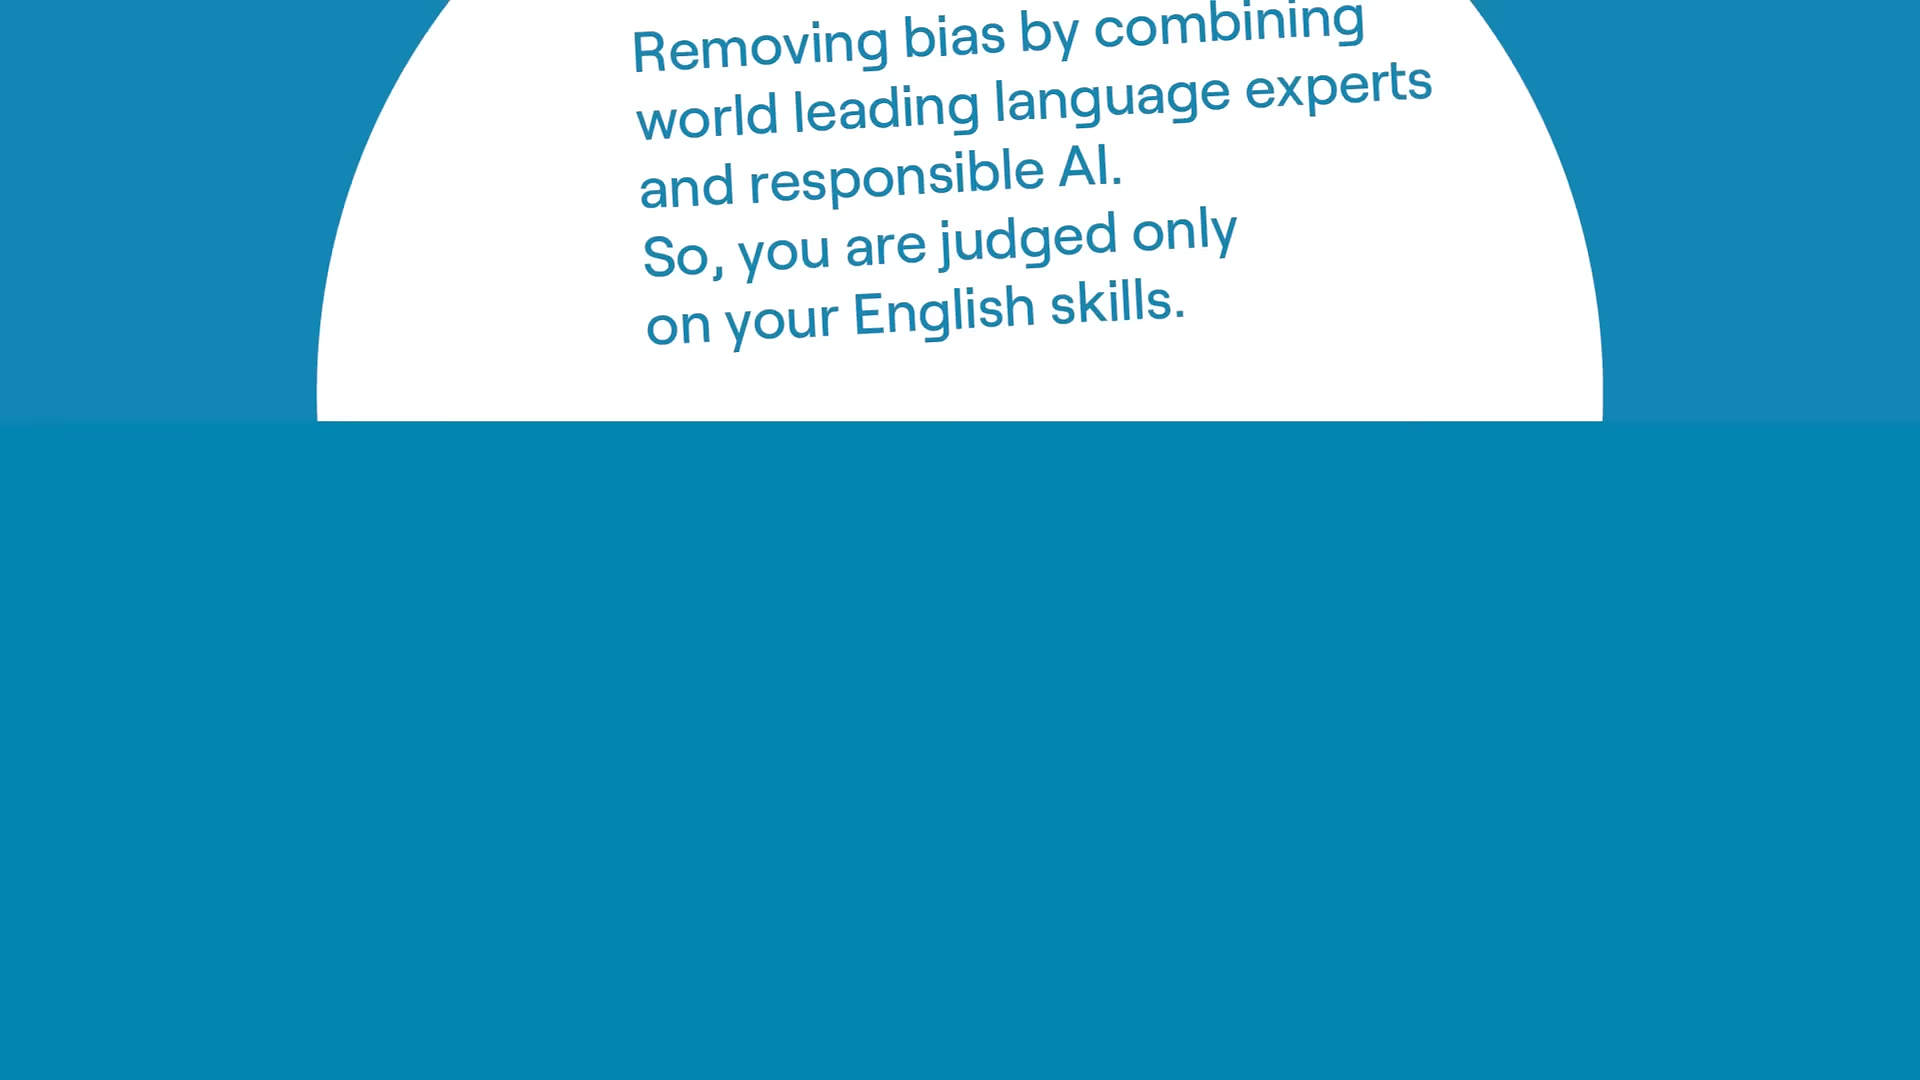 Removing bias by combining
world leading language experts
and responsible AI.
So, you are judged only
on your English skills.